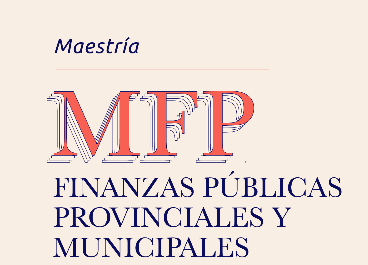 Maestría
MFP
FINANZAS PÚBLICAS
PROVINCIALES Y
MUNICIPALES